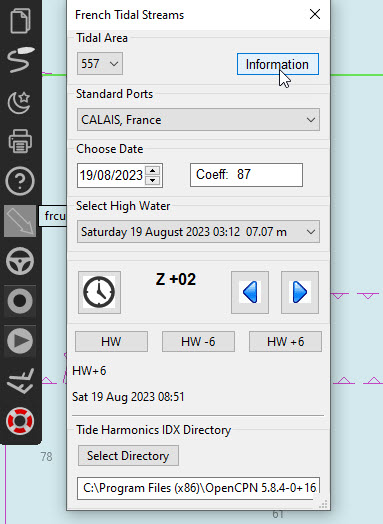 French Tidal Streams
Tidal Area
557
Information
Standard Ports
CALAIS, France
Choose Date
19/08/2023
Coeff: 87
frcu
Select High Water
Saturday 19 August 2023 03:12 07.07 m
Z +02
HW
HW -6
HW +6
HW+6
Sat 19 Aug 2023 08:51
Tide Harmonics IDX Directory
Select Directory
78
C:\Program Files (x86)\OpenCPN 5.8.4-0+16
61